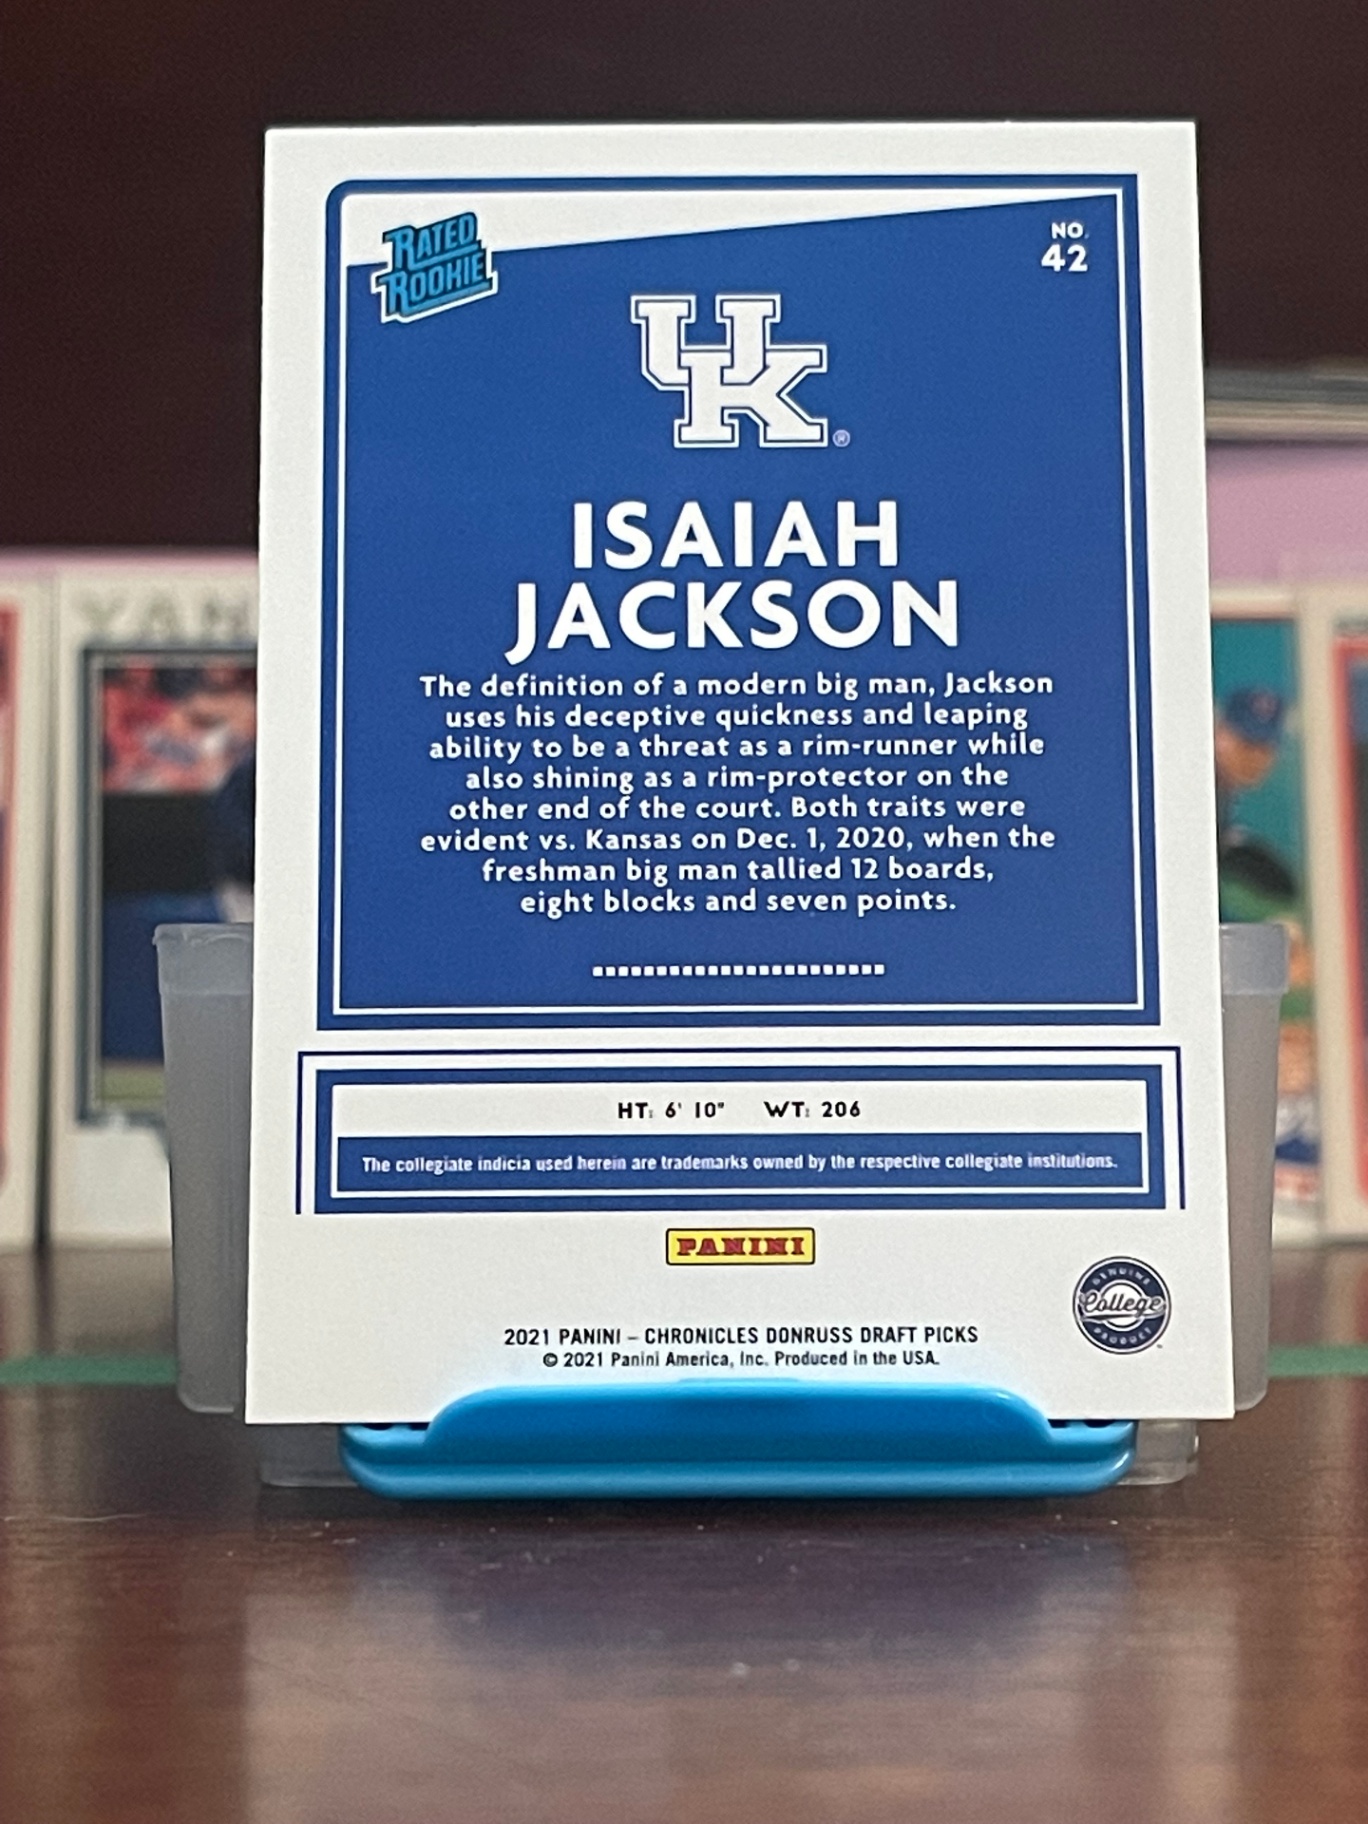 RATED
ROOKIE
NO.
42
UK®
ISAIAH
JACKSON
The definition of a modern big man, Jackson
uses his deceptive quickness and leaping
ability to be a threat as a rim-runner while
also shining as a rim-protector on the
other end of the court. Both traits were
evident vs. Kansas on Dec. 1, 2020, when the
freshman big man tallied 12 boards,
eight blocks and seven points.
HT: 6' 10" WT: 206
The collegiate indicia used herein are trademarks owned by the respective collegiate institutions.
PANINI
GENUINE
College
PRODUCT
2021 PANINI – CHRONICLES DONRUSS DRAFT PICKS
© 2021 Panini America, Inc. Produced in the USA.